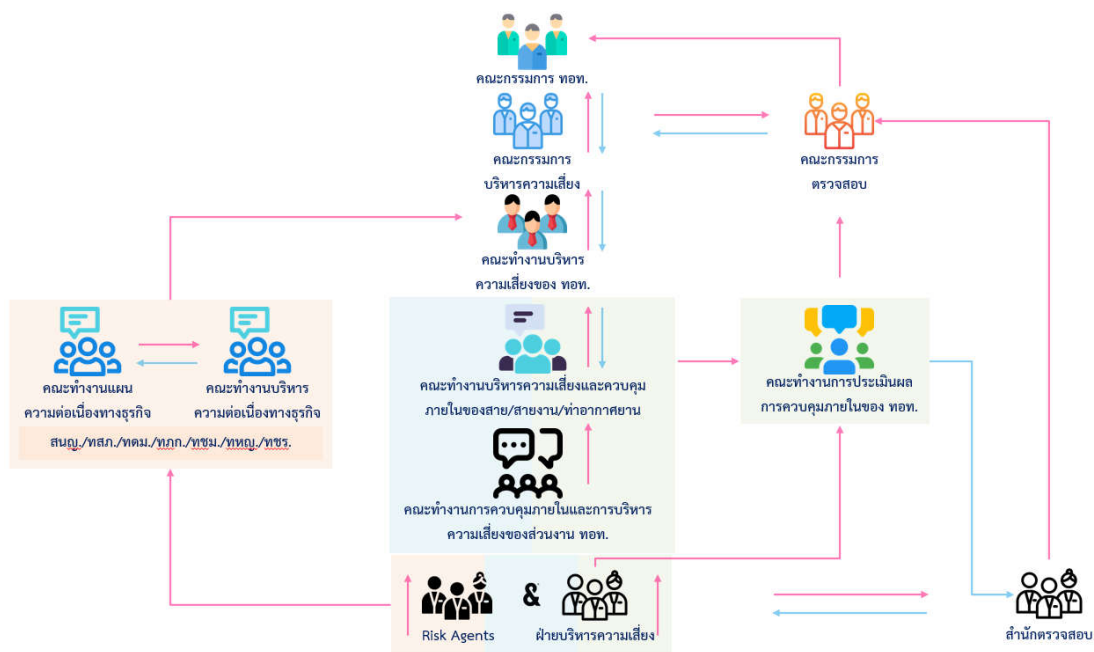 คณะกรรมการ ทอท.
คณะกรรมการ
บริหารความเสี่ยง
คณะกรรมการ
ตรวจสอบ
คณะทำงานบริหาร
ความเสี่ยงของ ทอท.
คณะทำงานแผน
ความต่อเนื่องทางธุรกิจ
คณะทำงานบริหาร
ความต่อเนื่องทางธุรกิจ
สนญ./ทสภ./ทดม./ทภก./ทชม./ทหญ./ทชร.
คณะทำงานบริหารความเสี่ยงและควบคุม
ภายในของสาย/สายงาน/ท่าอากาศยาน
คณะทำงานการประเมินผล
การควบคุมภายในของ ทอท.
คณะทำงานการควบคุมภายในและการบริหาร
ความเสี่ยงของส่วนงาน ทอท.
Risk Agents
&
ฝ่ายบริหารความเสี่ยง
สำนักตรวจสอบ